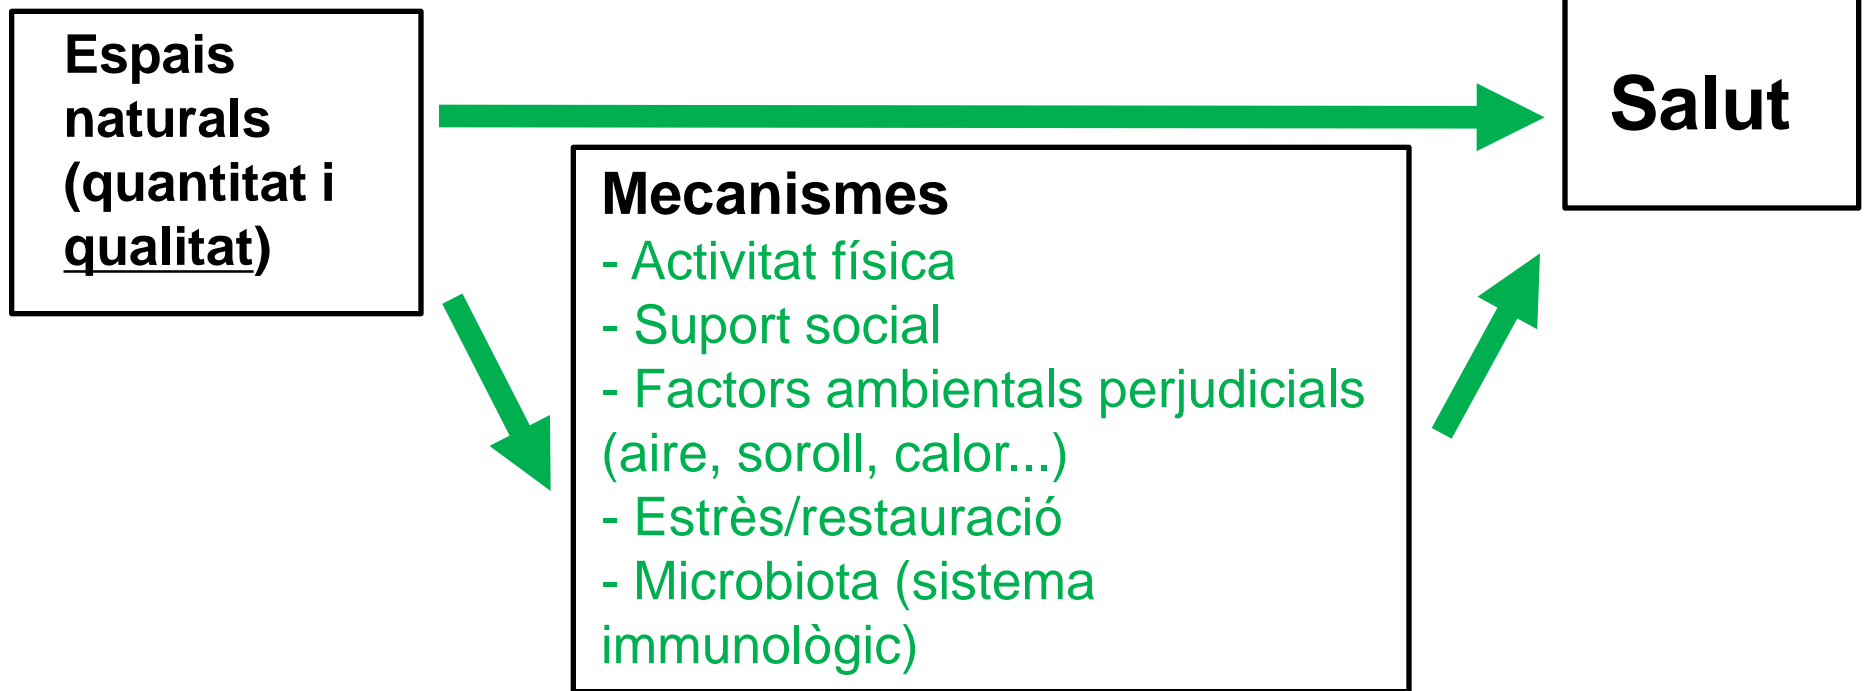 Espais
naturals
(quantitat i
qualitat)
Salut
Mecanismes
- Activitat física
- Suport social
- Factors ambientals perjudicials
(aire, soroll, calor...)
- Estrès/restauració
- Microbiota (sistema
immunològic)